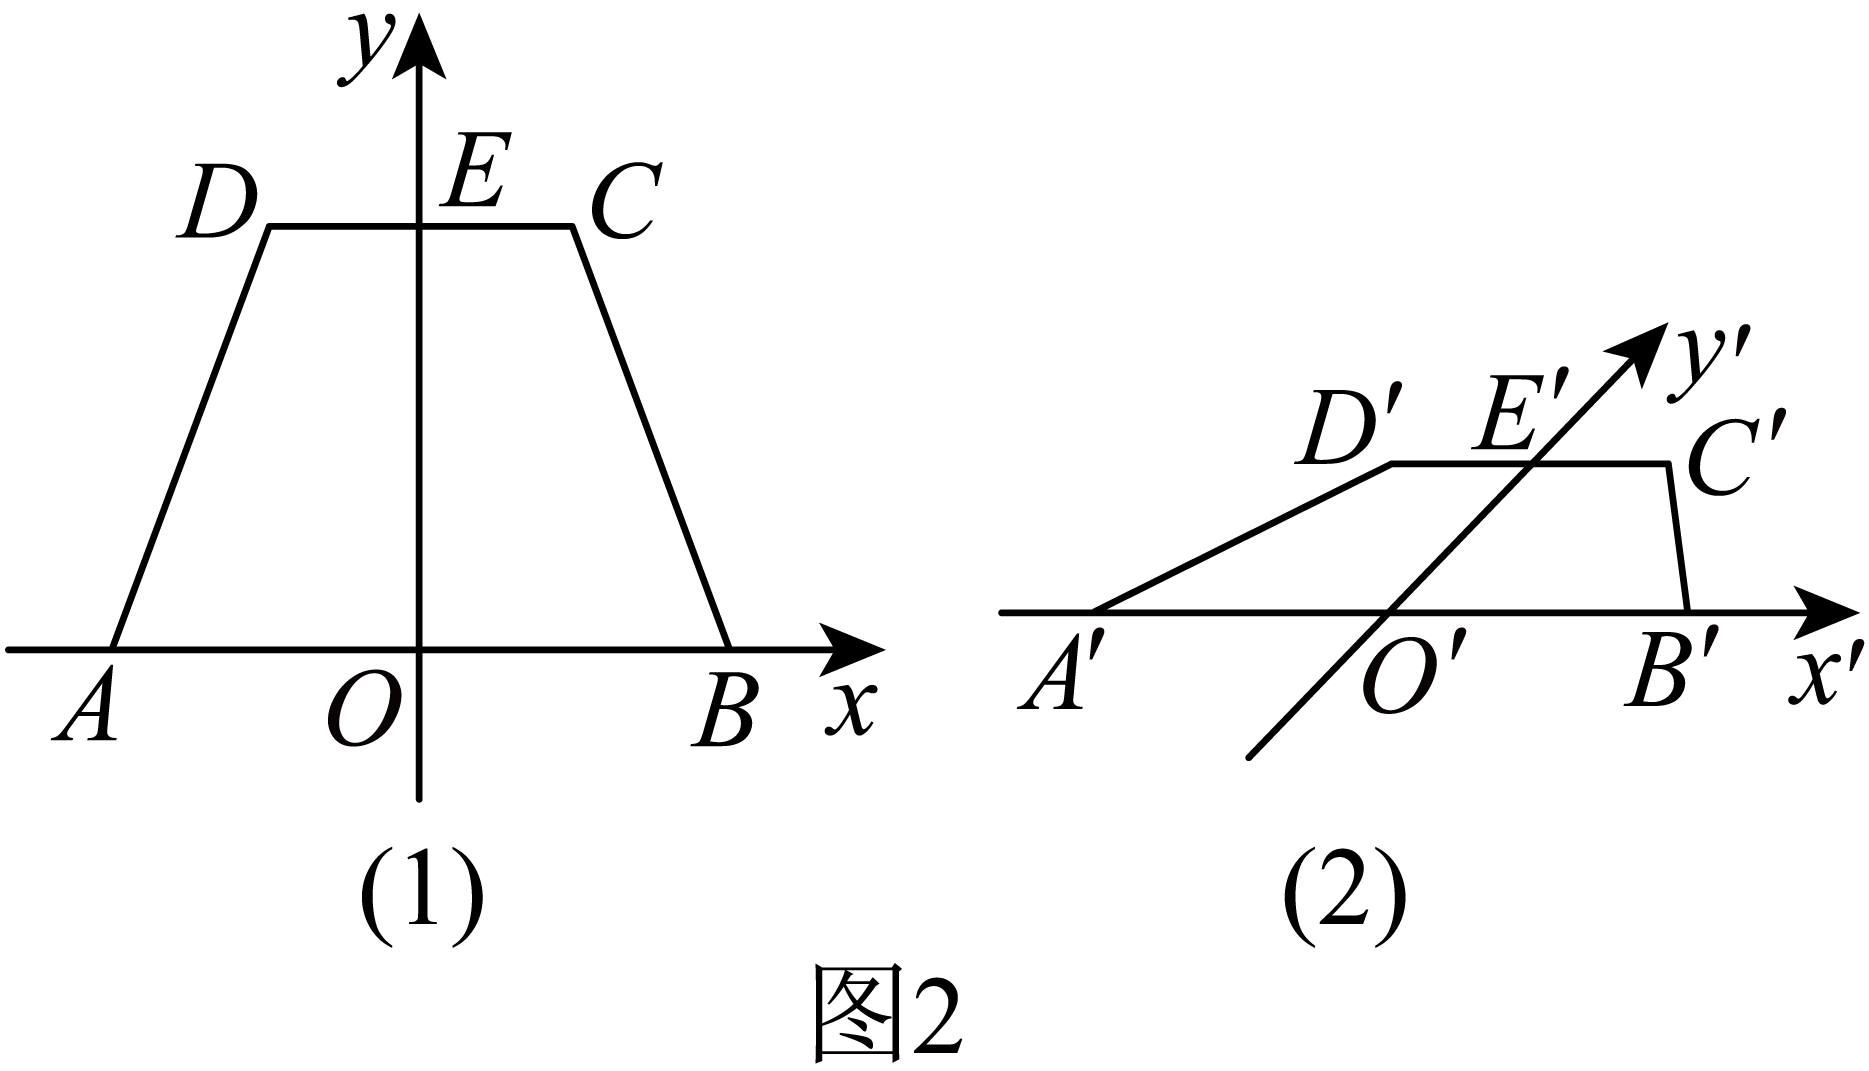 y
D E C
A O B x
(1)
y′
D′ E′ C′
A′ O′ B′ x′
(2)
图2